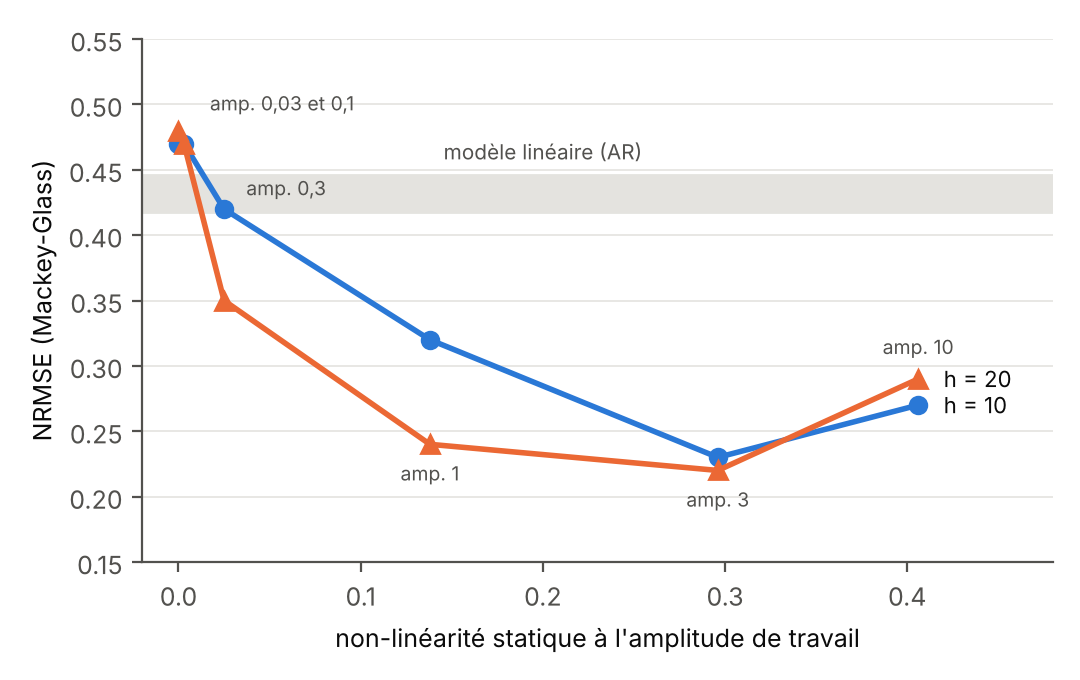 0.55
amp. 0,03 et 0,1
0.50
modèle linéaire (AR)
0.45
amp. 0,3
0.40
0.35
0.30
0.25
0.20
0.15
NRMSE (Mackey-Glass)
amp. 10
h = 20
h = 10
amp. 1
amp. 3
0.0
0.1
0.2
0.3
0.4
non-linéarité statique à l'amplitude de travail